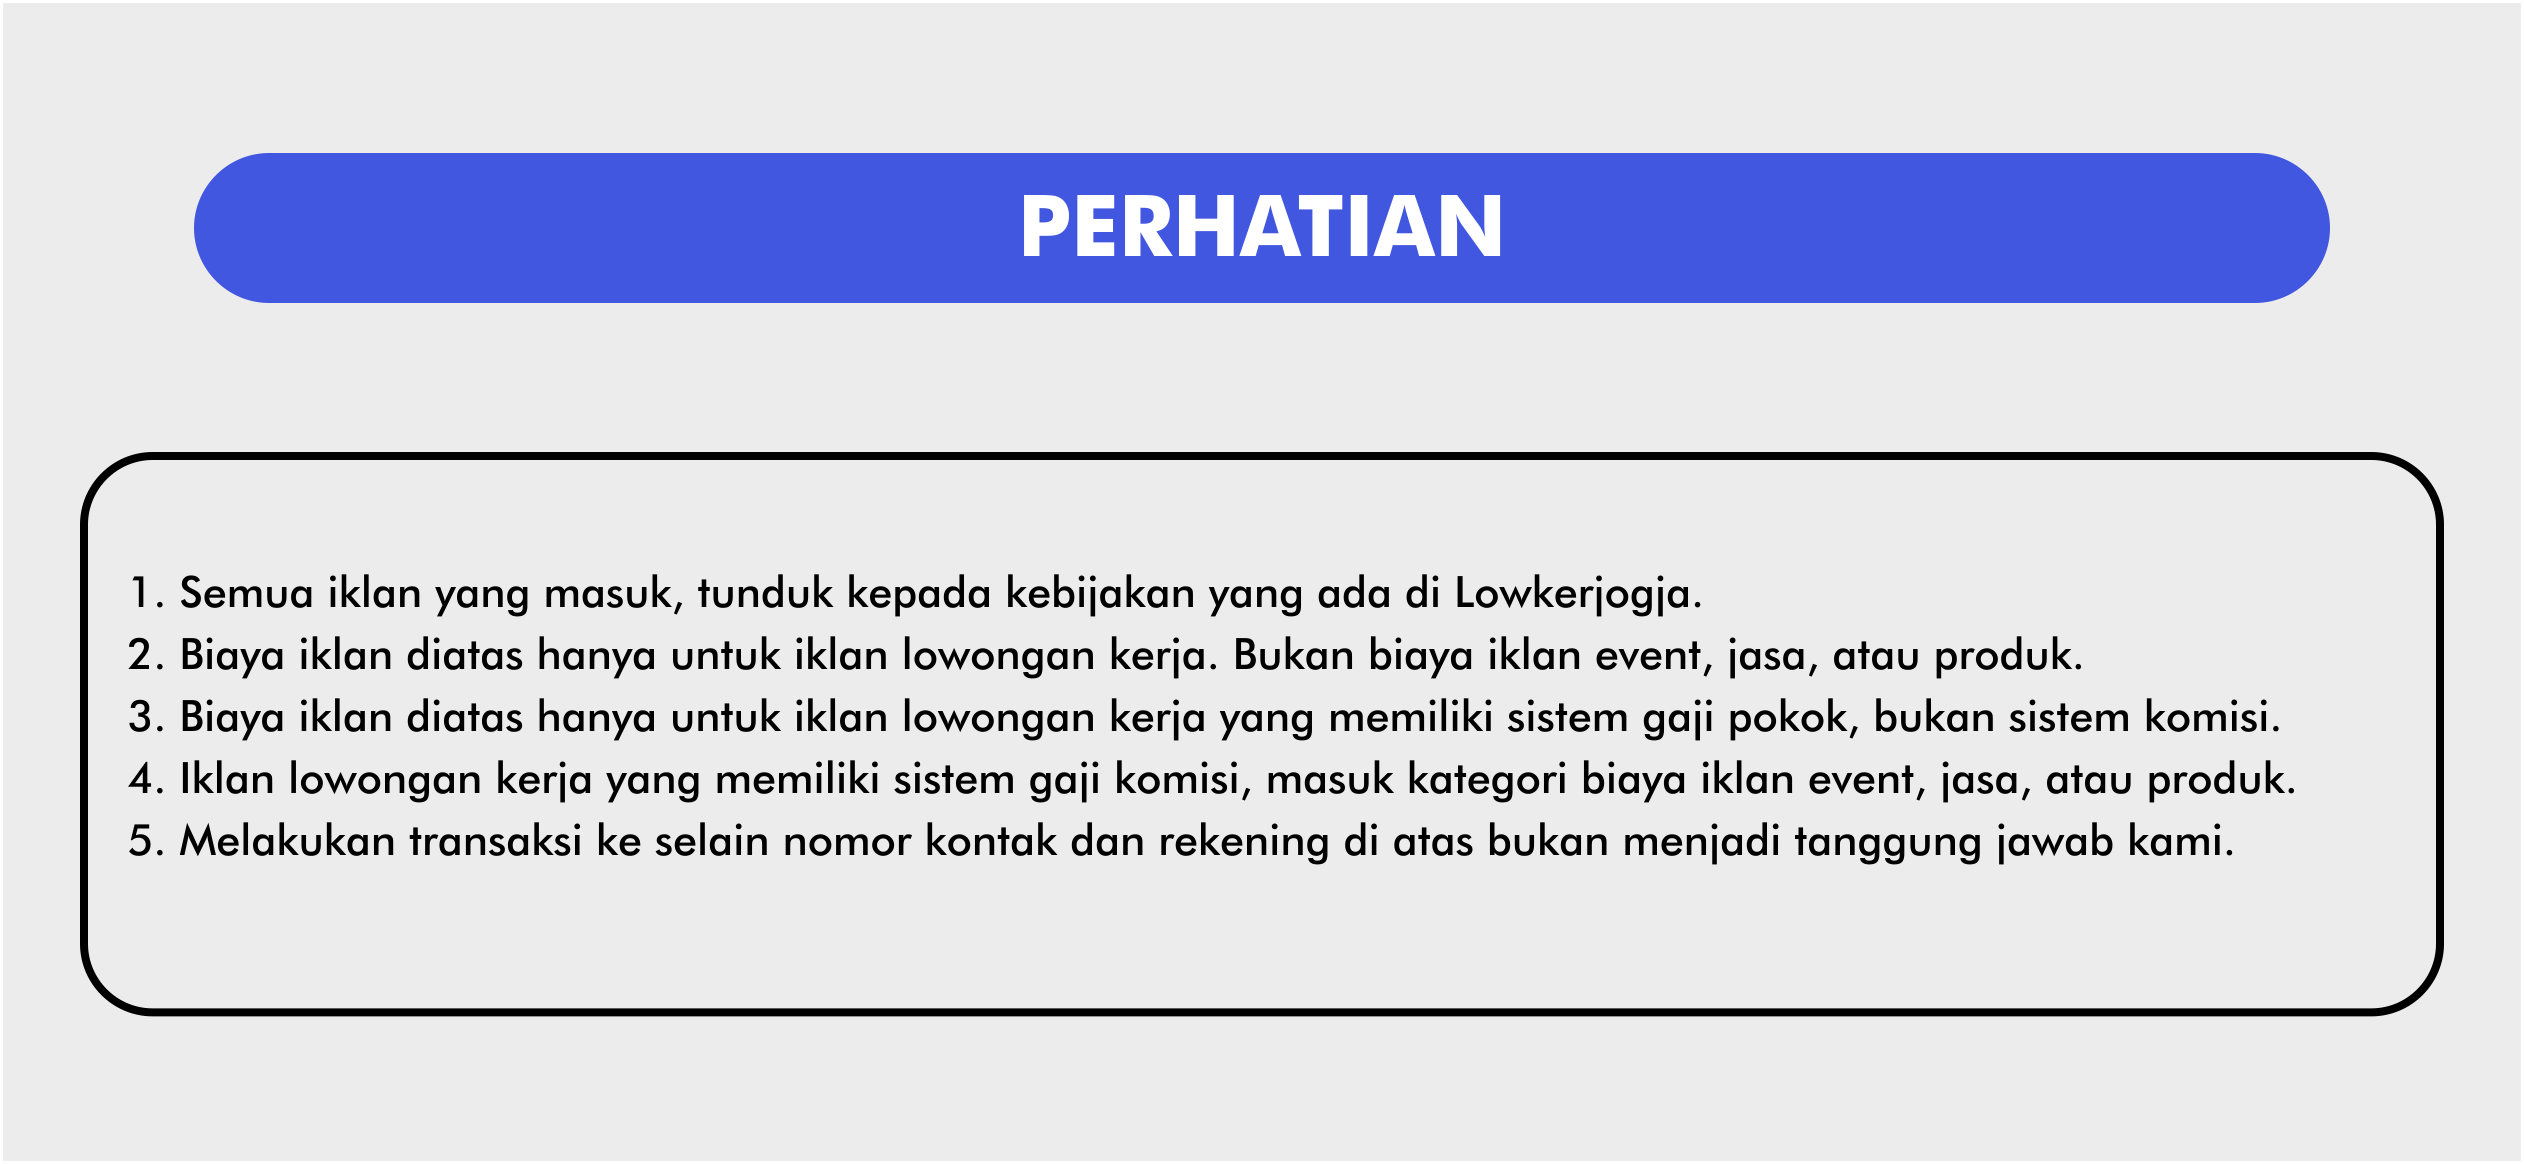 PERHATIAN
1. Semua iklan yang masuk, tunduk kepada kebijakan yang ada di Lowkerjogja.
2. Biaya iklan diatas hanya untuk iklan lowongan kerja. Bukan biaya iklan event, jasa, atau produk.
3. Biaya iklan diatas hanya untuk iklan lowongan kerja yang memiliki sistem gaji pokok, bukan sistem komisi.
4. Iklan lowongan kerja yang memiliki sistem gaji komisi, masuk kategori biaya iklan event, jasa, atau produk.
5. Melakukan transaksi ke selain nomor kontak dan rekening di atas bukan menjadi tanggung jawab kami.